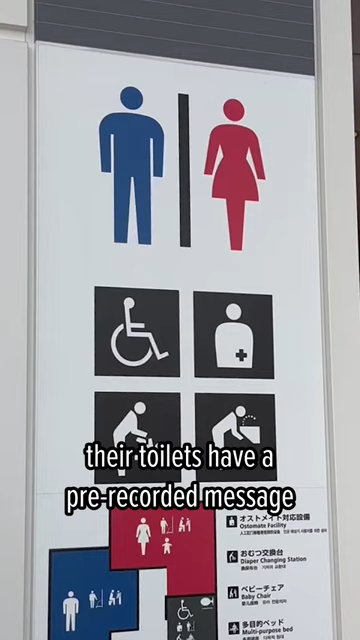 their toilets have a
pre-recorded message
オストメイト対応設備
Ostomate Facility
おむつ交換台
Diaper Changing Station
ベビーチェア
Baby Chair
多目的ベッド
Multi-purpose bed